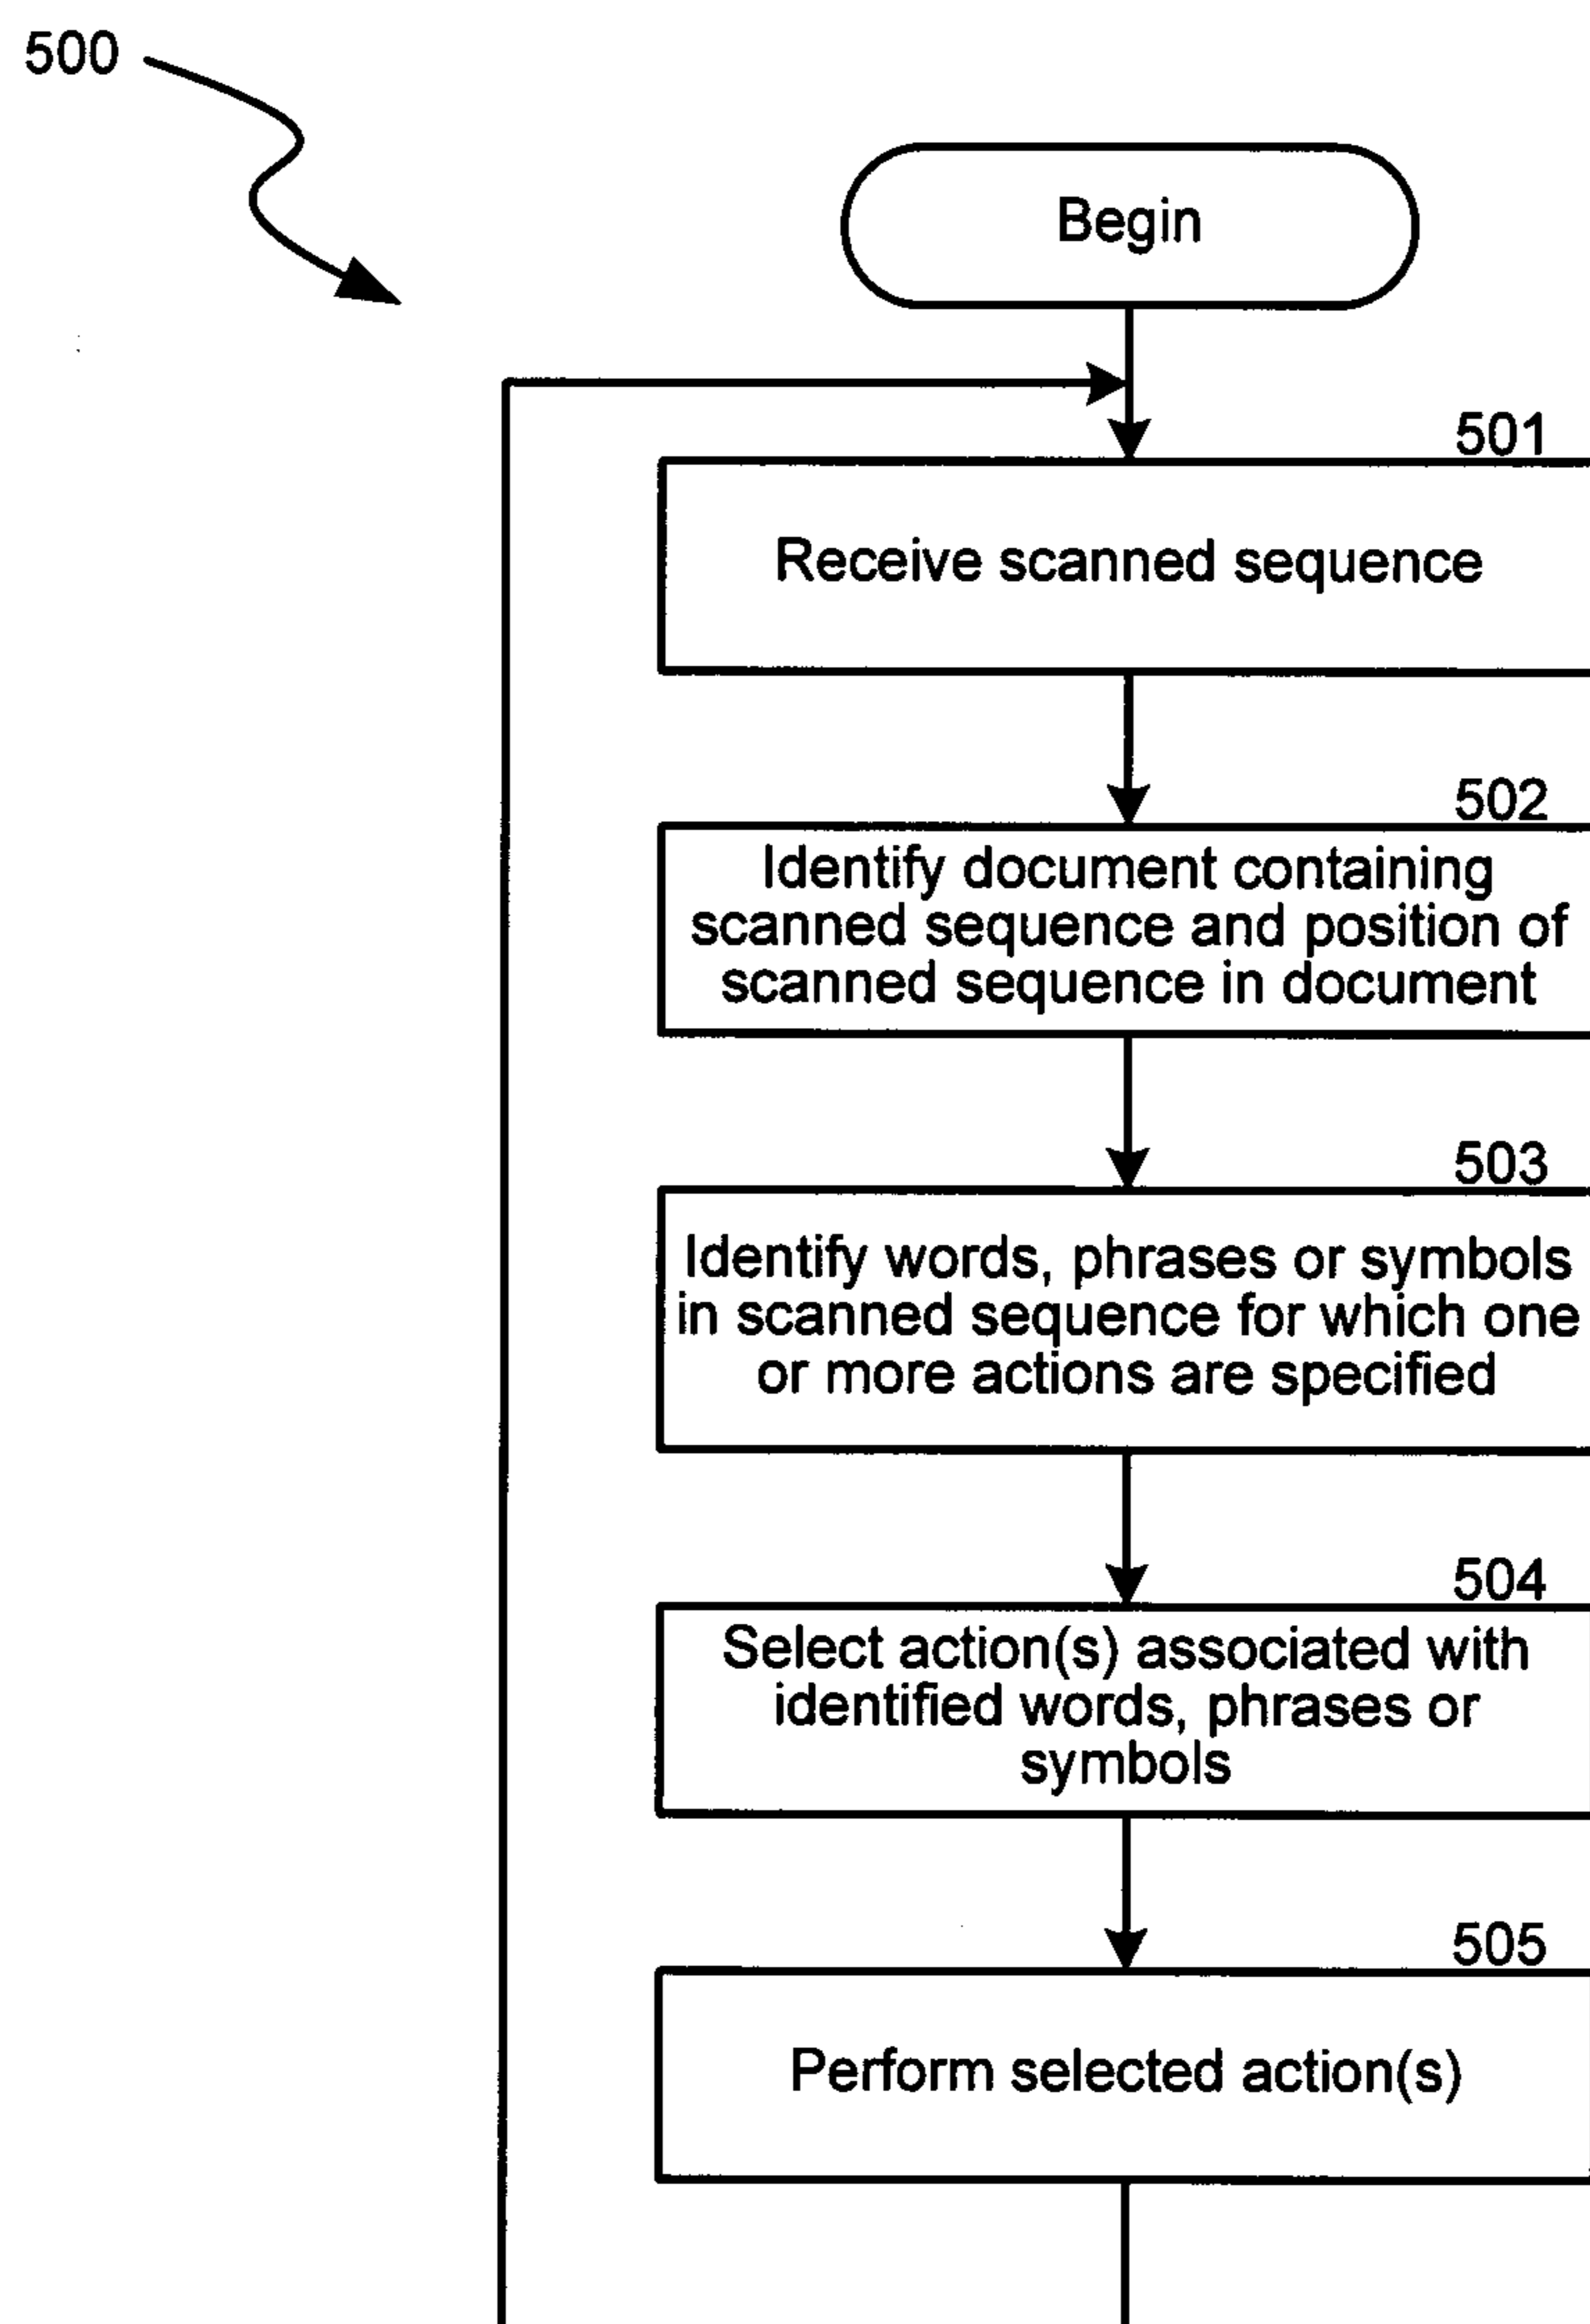 500
Begin
501
Receive scanned sequence
502
Identify document containing
scanned sequence and position of
scanned sequence in document
503
Identify words, phrases or symbols
in scanned sequence for which one
or more actions are specified
504
Select action(s) associated with
identified words, phrases or
symbols
505
Perform selected action(s)